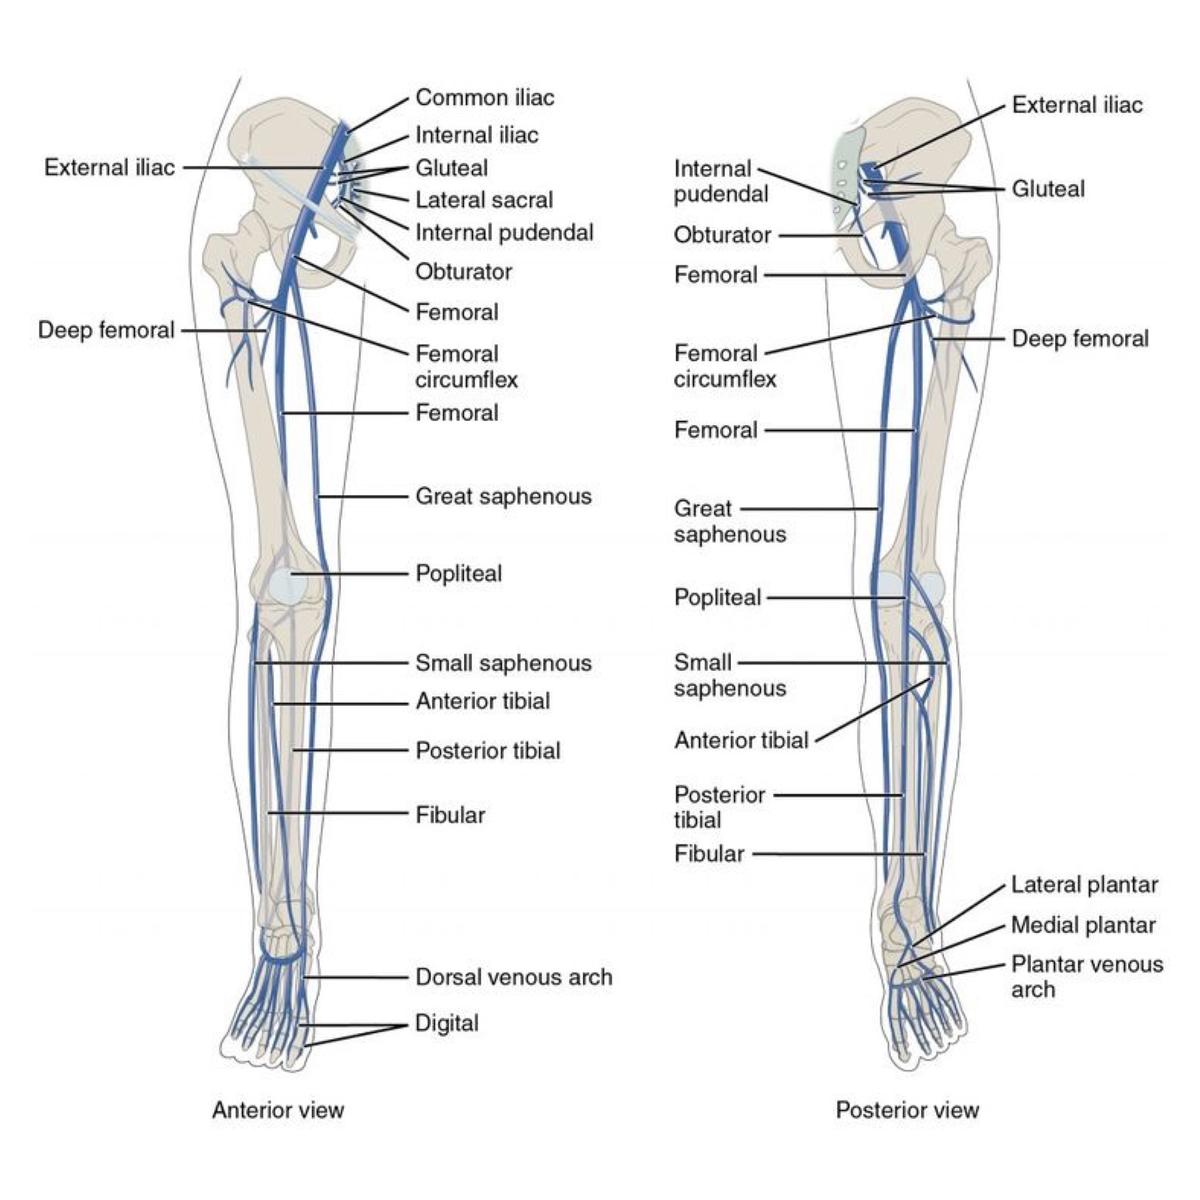 Common iliac
Internal iliac
External iliac
Gluteal
Lateral sacral
Internal pudendal
Obturator
Femoral
Deep femoral
Femoral
circumflex
Femoral
Great saphenous
Popliteal
Small saphenous
Anterior tibial
Posterior tibial
Fibular
Dorsal venous arch
Digital
Anterior view
External iliac
Internal
pudendal
Gluteal
Obturator
Femoral
Deep femoral
Femoral
circumflex
Femoral
Great
saphenous
Popliteal
Small
saphenous
Anterior tibial
Posterior
tibial
Fibular
Lateral plantar
Medial plantar
Plantar venous
arch
Posterior view